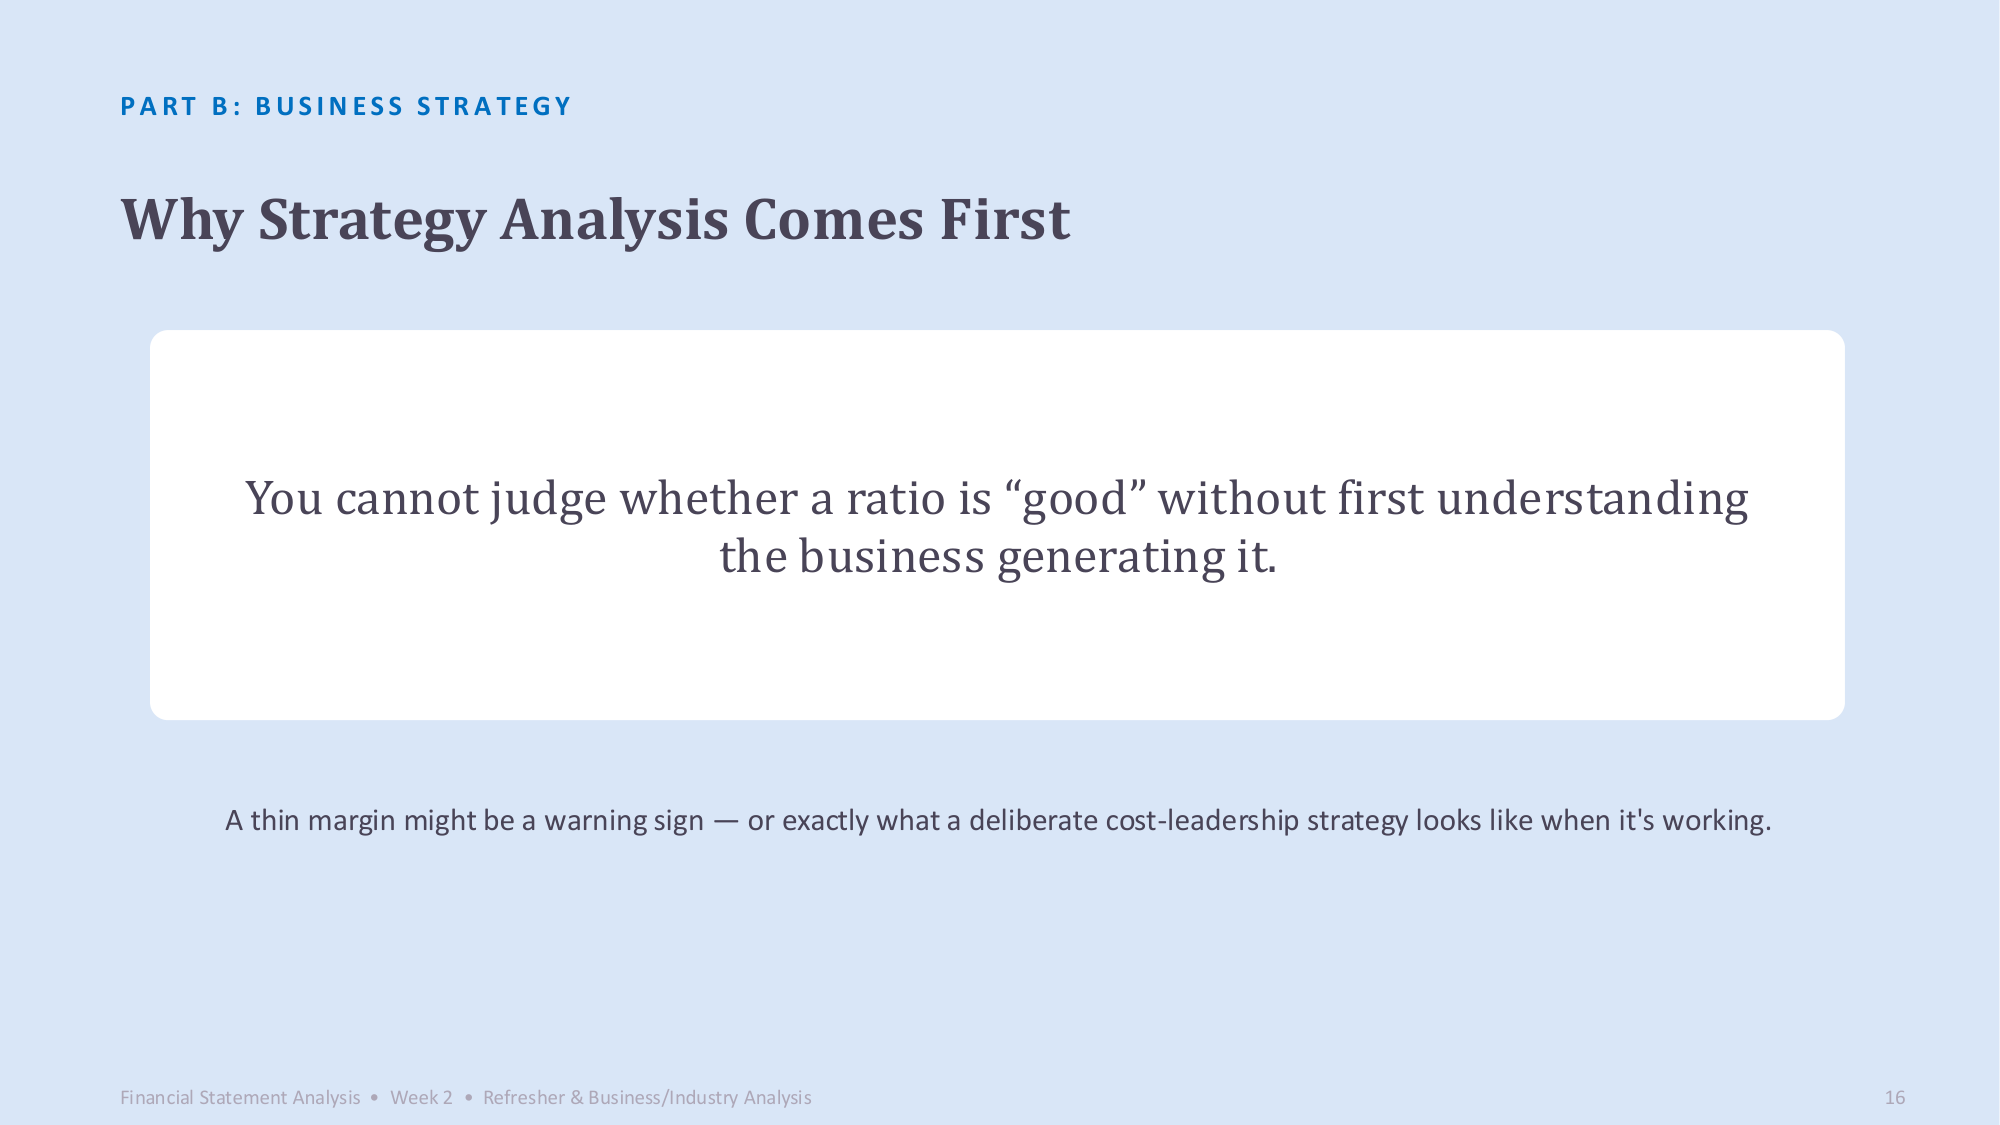 PART B: BUSINESS STRATEGY
Why Strategy Analysis Comes First
You cannot judge whether a ratio is “good” without first understanding
the business generating it.
A thin margin might be a warning sign — or exactly what a deliberate cost-leadership strategy looks like when it's working.
Financial Statement Analysis • Week 2 • Refresher & Business/Industry Analysis
16